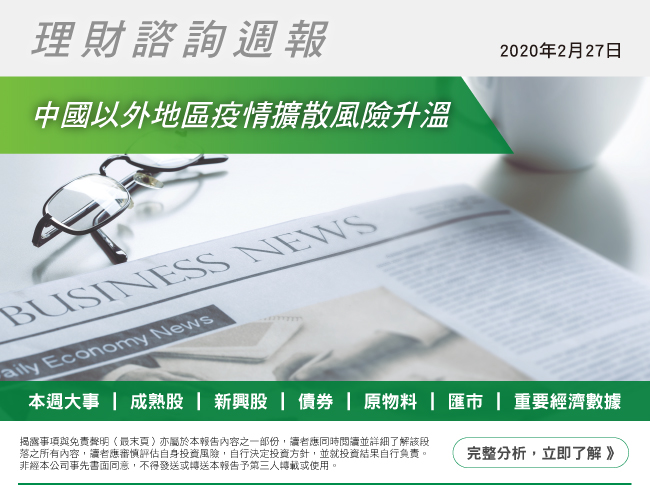 理財諮詢週報
2020年2月27日
中國以外地區疫情擴散風險升溫
BUSINESS NEWS
aily Economy News
本週大事 | 成熟股 | 新興股 | 債券 | 原物料 | 匯市 | 重要經濟數據
揭露事項與免責聲明（最末頁）亦屬於本報告內容之一部份，讀者應同時閱讀並詳細了解該段
落之所有內容，讀者應審慎評估自身投資風險，自行決定投資方針，並就投資結果自行負責。
非經本公司事先書面同意，不得發送或轉送本報告予第三人轉載或使用。
完整分析，立即了解 》